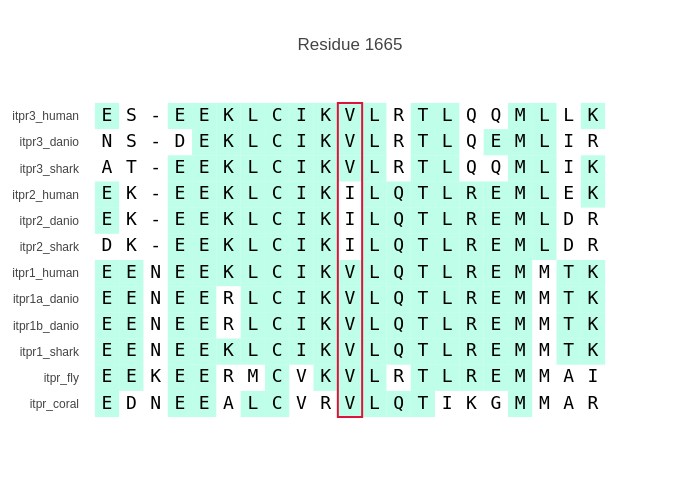 Residue 1665
itpr3_human E S - E E K L C I K V L R T L Q Q M L L K
itpr3_danio N S - D E K L C I K V L R T L Q E M L I R
itpr3_shark A T - E E K L C I K V L R T L Q Q M L I K
itpr2_human E K - E E K L C I K I L Q T L R E M L E K
itpr2_danio E K - E E K L C I K I L Q T L R E M L D R
itpr2_shark D K - E E K L C I K I L Q T L R E M L D R
itpr1_human E E N E E K L C I K V L Q T L R E M M T K
itpr1a_danio E E N E E R L C I K V L Q T L R E M M T K
itpr1b_danio E E N E E R L C I K V L Q T L R E M M T K
itpr1_shark E E N E E K L C I K V L Q T L R E M M T K
itpr_fly E E K E E R M C V K V L R T L R E M M A I
itpr_coral E D N E E A L C V R V L Q T I K G M M A R